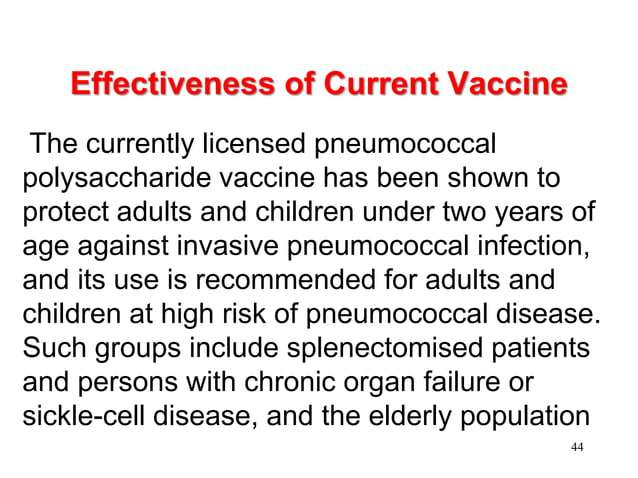 Effectiveness of Current Vaccine
The currently licensed pneumococcal
polysaccharide vaccine has been shown to
protect adults and children under two years of
age against invasive pneumococcal infection,
and its use is recommended for adults and
children at high risk of pneumococcal disease.
Such groups include splenectomised patients
and persons with chronic organ failure or
sickle-cell disease, and the elderly population
44